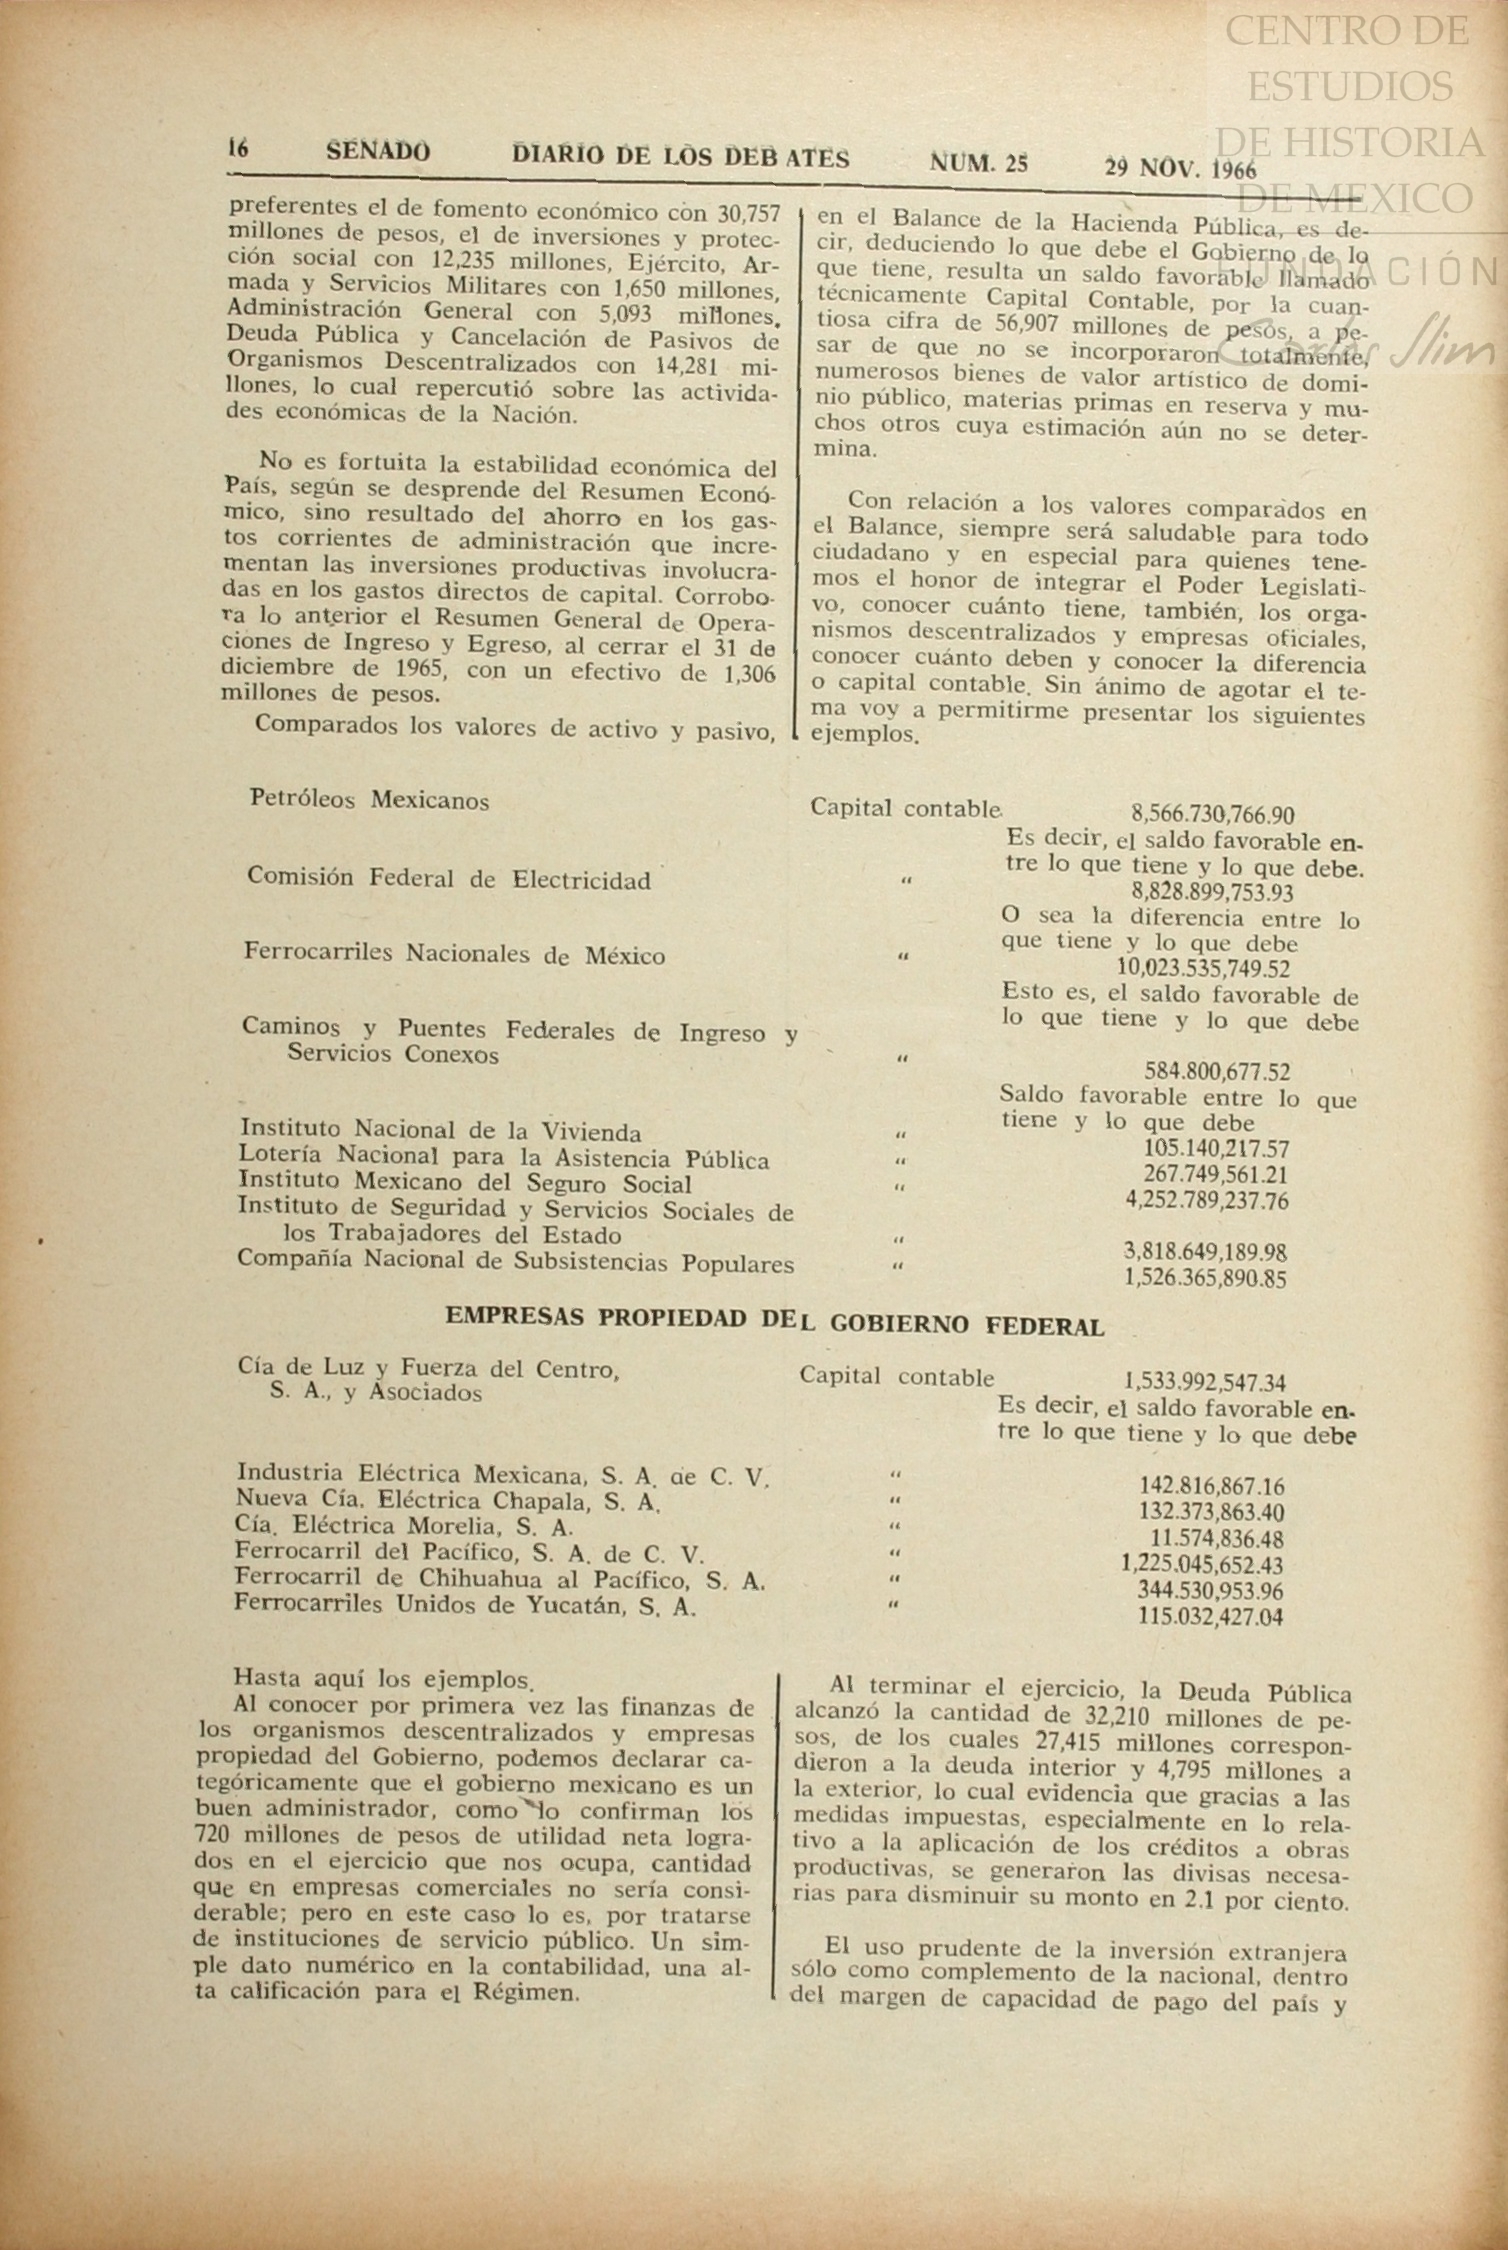 CENTRO DE
ESTUDIOS
DE HISTORIA
DE MEXICO
FUNDACIÓN
Carlos Slim
16 SENADO DIARIO DE LOS DEBATES NUM. 25 29 NOV. 1966
preferentes el de fomento económico con 30,757
millones de pesos, el de inversiones y protec-
ción social con 12,235 millones, Ejército, Ar-
mada y Servicios Militares con 1,650 millones,
Administración General con 5,093 millones,
Deuda Pública y Cancelación de Pasivos de
Organismos Descentralizados con 14,281 mi-
llones, lo cual repercutió sobre las activida-
des económicas de la Nación.
No es fortuita la estabilidad económica del
País, según se desprende del Resumen Econó-
mico, sino resultado del ahorro en los gas-
tos corrientes de administración que incre-
mentan las inversiones productivas involucra-
das en los gastos directos de capital. Corrobo-
ra lo anterior el Resumen General de Opera-
ciones de Ingreso y Egreso, al cerrar el 31 de
diciembre de 1965, con un efectivo de 1,306
millones de pesos.
Comparados los valores de activo y pasivo,
en el Balance de la Hacienda Pública, es de-
cir, deduciendo lo que debe el Gobierno de lo
que tiene, resulta un saldo favorable llamado
técnicamente Capital Contable, por la cuan-
tiosa cifra de 56,907 millones de pesos, a pe-
sar de que no se incorporaron totalmente,
numerosos bienes de valor artístico de domi-
nio público, materias primas en reserva y mu-
chos otros cuya estimación aún no se deter-
mina.
Con relación a los valores comparados en
el Balance, siempre será saludable para todo
ciudadano y en especial para quienes tene-
mos el honor de integrar el Poder Legislati-
vo, conocer cuánto tiene, también, los orga-
nismos descentralizados y empresas oficiales,
conocer cuánto deben y conocer la diferencia
o capital contable. Sin ánimo de agotar el te-
ma voy a permitirme presentar los siguientes
ejemplos.
Petróleos Mexicanos Capital contable 8,566.730,766.90
Es decir, el saldo favorable en-
tre lo que tiene y lo que debe.
Comisión Federal de Electricidad “ 8,828.899,753.93
O sea la diferencia entre lo
que tiene y lo que debe
Ferrocarriles Nacionales de México “ 10,023.535,749.52
Esto es, el saldo favorable de
lo que tiene y lo que debe
Caminos y Puentes Federales de Ingreso y
Servicios Conexos “ 584.800,677.52
Saldo favorable entre lo que
tiene y lo que debe
Instituto Nacional de la Vivienda “ 105.140,217.57
Lotería Nacional para la Asistencia Pública “ 267.749,561.21
Instituto Mexicano del Seguro Social “ 4,252.789,237.76
Instituto de Seguridad y Servicios Sociales de
los Trabajadores del Estado “ 3,818.649,189.98
Compañía Nacional de Subsistencias Populares “ 1,526.365,890.85
EMPRESAS PROPIEDAD DEL GOBIERNO FEDERAL
Cía de Luz y Fuerza del Centro, Capital contable 1,533.992,547.34
S. A., y Asociados
Es decir, el saldo favorable en-
tre lo que tiene y lo que debe
Industria Eléctrica Mexicana, S. A. de C. V. “ 142.816,867.16
Nueva Cía. Eléctrica Chapala, S. A. “ 132.373,863.40
Cía. Eléctrica Morelia, S. A. “ 11.574,836.48
Ferrocarril del Pacífico, S. A. de C. V. “ 1,225.045,652.43
Ferrocarril de Chihuahua al Pacífico, S. A. “ 344.530,953.96
Ferrocarriles Unidos de Yucatán, S. A. “ 115.032,427.04
Hasta aquí los ejemplos.
Al conocer por primera vez las finanzas de
los organismos descentralizados y empresas
propiedad del Gobierno, podemos declarar ca-
tegóricamente que el gobierno mexicano es un
buen administrador, como lo confirman los
720 millones de pesos de utilidad neta logra-
dos en el ejercicio que nos ocupa, cantidad
que en empresas comerciales no sería consi-
derable; pero en este caso lo es, por tratarse
de instituciones de servicio público. Un sim-
ple dato numérico en la contabilidad, una al-
ta calificación para el Régimen.
Al terminar el ejercicio, la Deuda Pública
alcanzó la cantidad de 32,210 millones de pe-
sos, de los cuales 27,415 millones correspon-
dieron a la deuda interior y 4,795 millones a
la exterior, lo cual evidencia que gracias a las
medidas impuestas, especialmente en lo rela-
tivo a la aplicación de los créditos a obras
productivas, se generaron las divisas necesa-
rias para disminuir su monto en 2.1 por ciento.
El uso prudente de la inversión extranjera
sólo como complemento de la nacional, dentro
del margen de capacidad de pago del país y